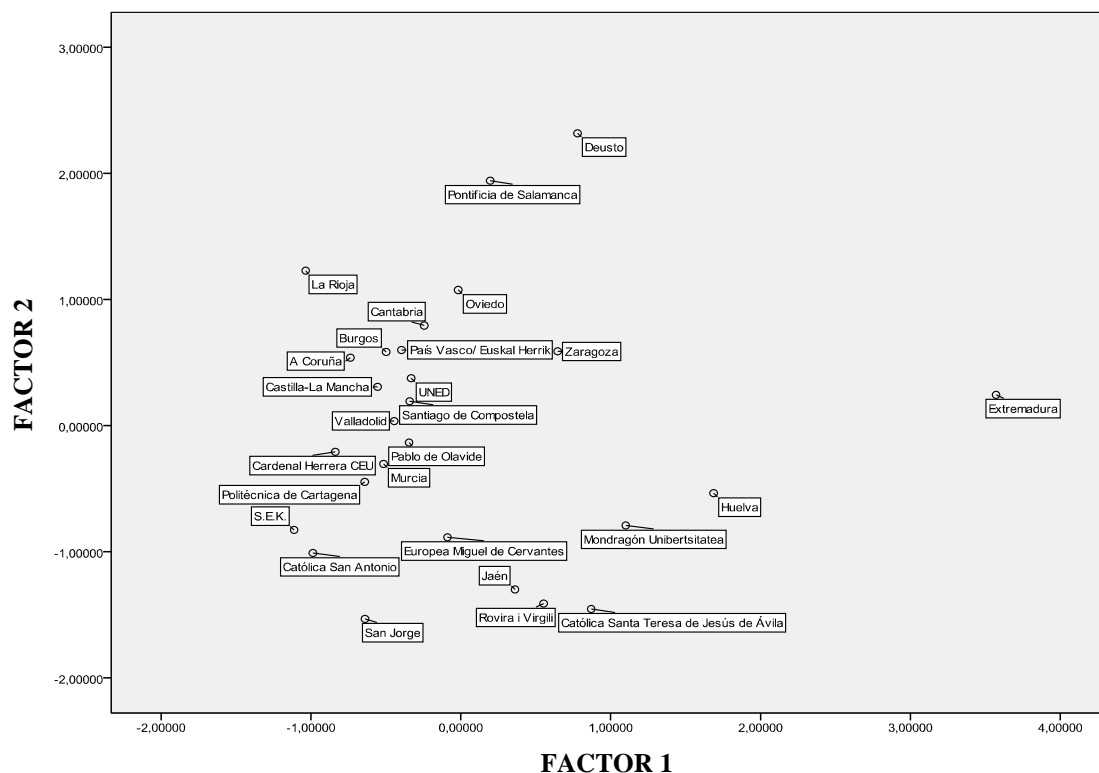 3,00000
Deusto
2,00000
Pontificia de Salamanca
La Rioja
1,00000
Oviedo
Cantabria
Burgos
País Vasco/ Euskal Herrik
Zaragoza
A Coruña
Castilla-La Mancha
UNED
Extremadura
Santiago de Compostela
Valladolid
0,00000
Pablo de Olavide
Cardenal Herrera CEU
Murcia
Politécnica de Cartagena
Huelva
S.E.K.
Mondragón Unibertsitatea
Europea Miguel de Cervantes
-1,00000
Católica San Antonio
Jaén
Rovira i Virgili
Católica Santa Teresa de Jesús de Ávila
San Jorge
-2,00000
FACTOR 2
-2,00000 -1,00000 0,00000 1,00000 2,00000 3,00000 4,00000
FACTOR 1